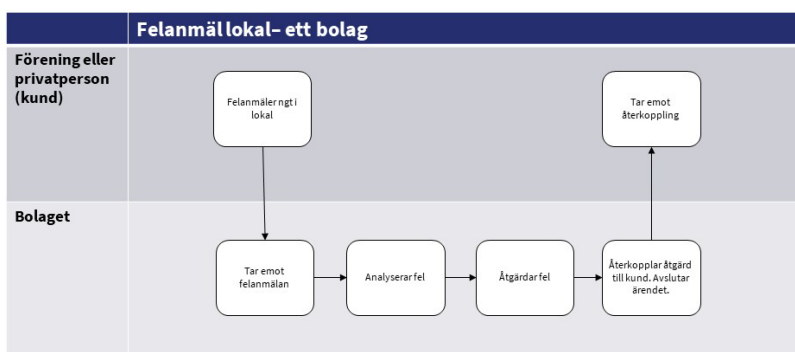 Felanmäl lokal– ett bolag
Förening eller
privatperson
(kund)
Felanmäler ngt i
lokal
Tar emot
återkoppling
Bolaget
Tar emot
felanmälan
Analyserar fel
Åtgärdar fel
Återkopplar åtgärd
till kund. Avslutar
ärendet.